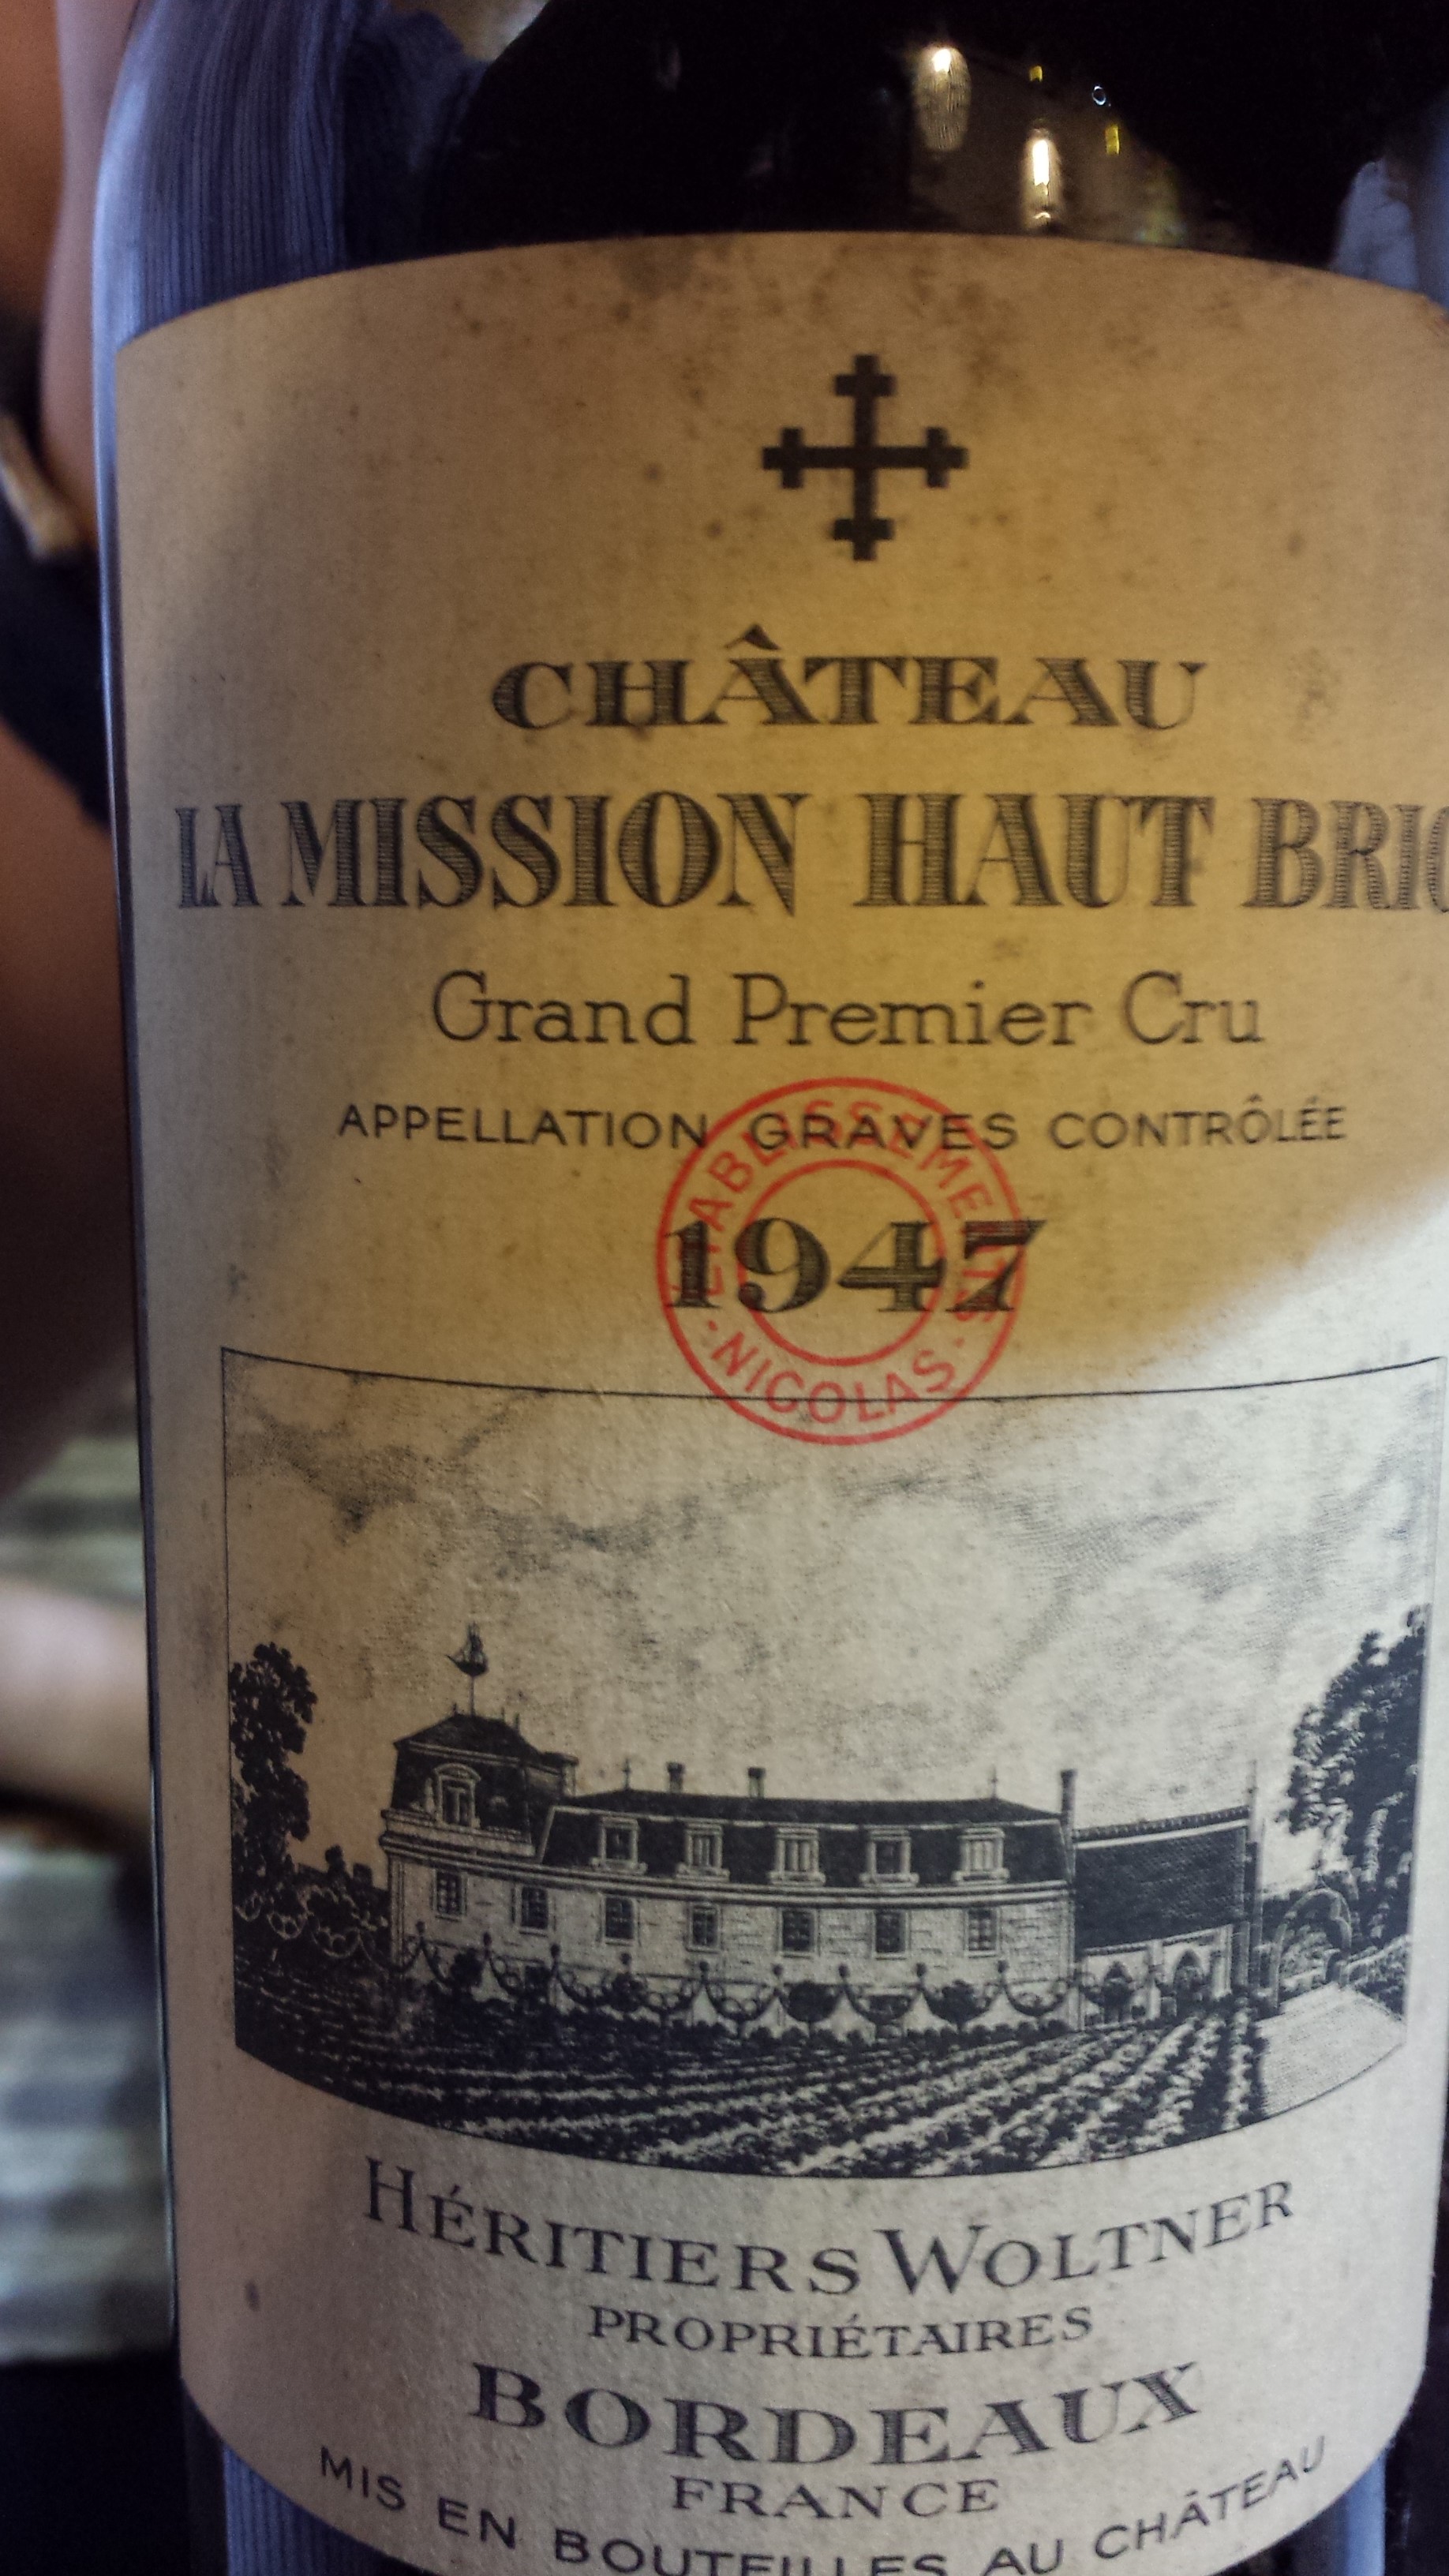 CHÂTEAU
LA MISSION HAUT BRIO
Grand Premier Cru
APPELLATION GRAVES CONTRÔLÉE
ÉTABLISSEMENTS
1947
· NICOLAS ·
HÉRITIERS WOLTNER
PROPRIÉTAIRES
BORDEAUX
FRANCE
MIS EN BOUTEILLES AU CHÂTEAU